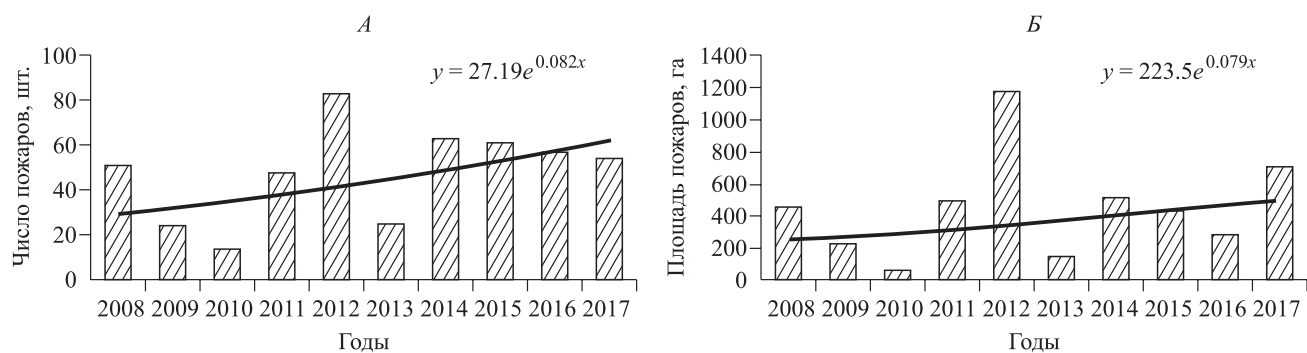 А
Число пожаров, шт.
100
80
60
40
20
0
y = 27.19e^0.082x
2008 2009 2010 2011 2012 2013 2014 2015 2016 2017
Годы
Б
Площадь пожаров, га
1400
1200
1000
800
600
400
200
0
y = 223.5e^0.079x
2008 2009 2010 2011 2012 2013 2014 2015 2016 2017
Годы